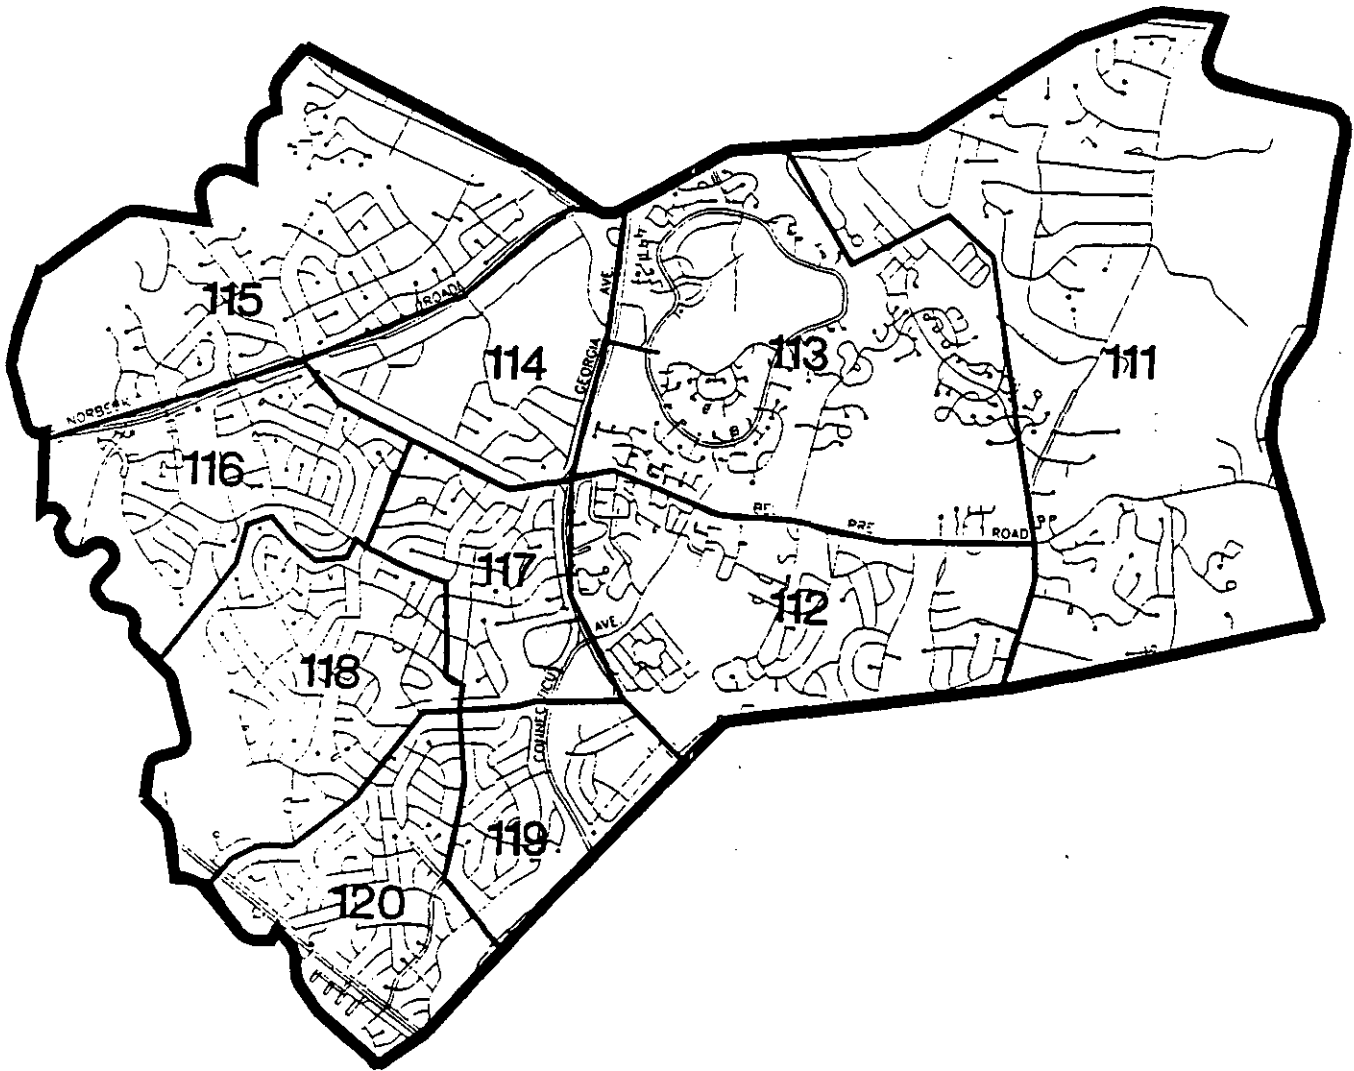 115
ROAD
AVE.
114
GEORGIA
113
111
NORBECK
116
BEL
PRE
ROAD
117
112
AVE.
118
CONNECTICUT
119
120